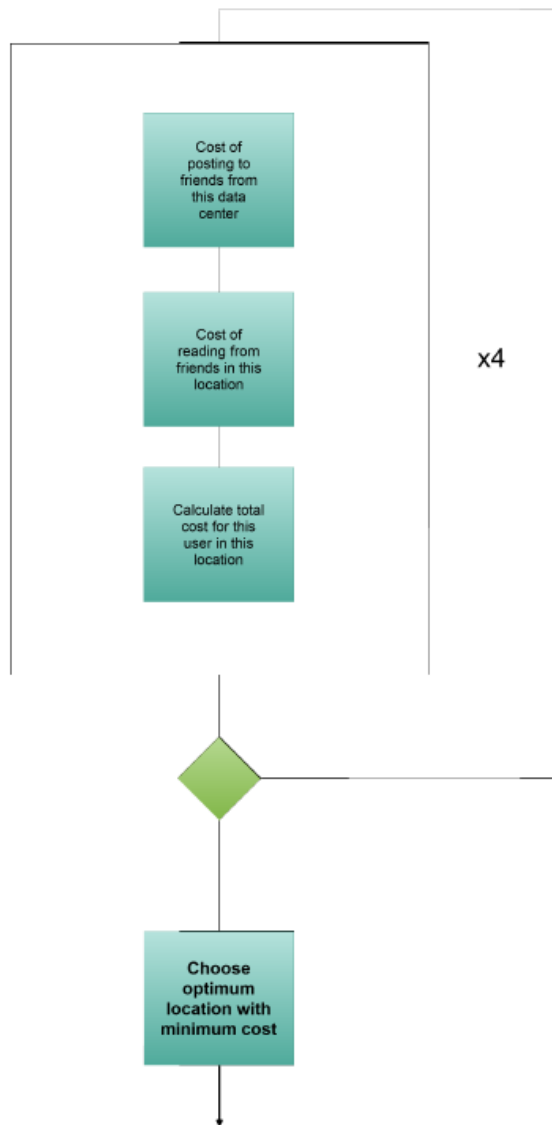 Cost of
posting to
friends from
this data
center
Cost of
reading from
friends in this
location
x4
Calculate total
cost for this
user in this
location
Choose
optimum
location with
minimum cost